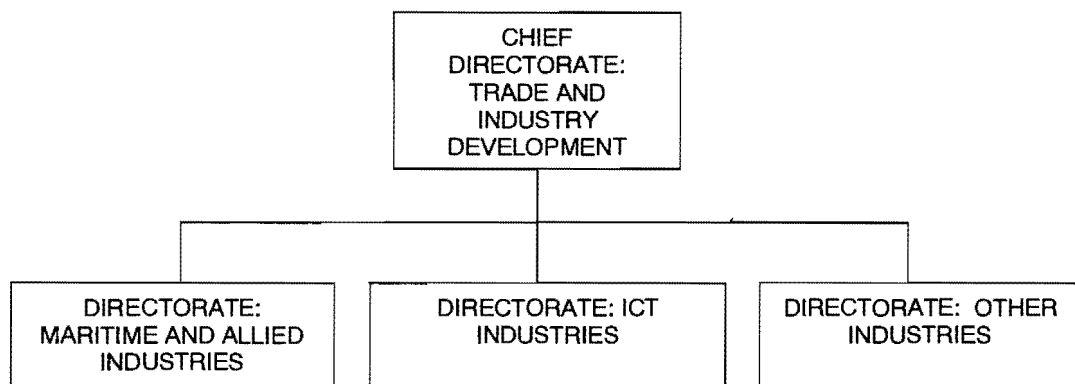 CHIEF
DIRECTORATE:
TRADE AND
INDUSTRY
DEVELOPMENT
DIRECTORATE:
MARITIME AND ALLIED
INDUSTRIES
DIRECTORATE: ICT
INDUSTRIES
DIRECTORATE: OTHER
INDUSTRIES